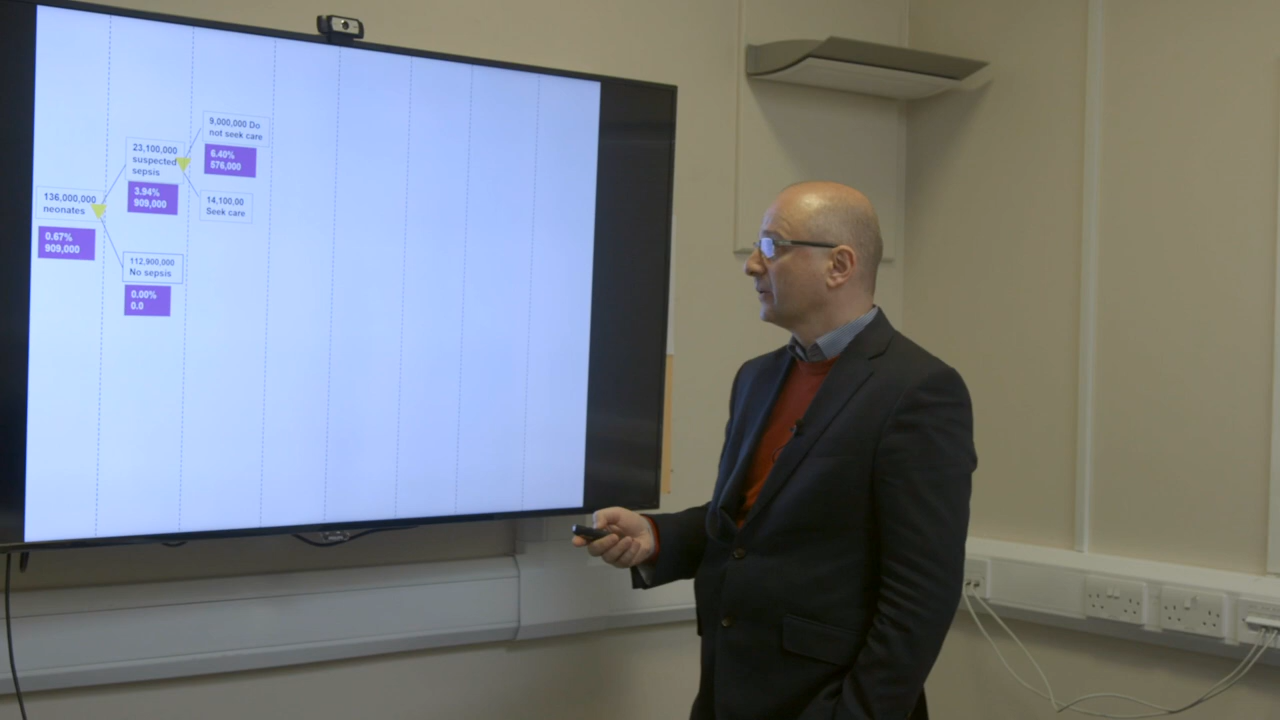 136,000,000
neonates
0.67%
909,000
23,100,000
suspected
sepsis
3.94%
909,000
112,900,000
No sepsis
0.00%
0.0
9,000,000 Do
not seek care
6.40%
576,000
14,100,00
Seek care